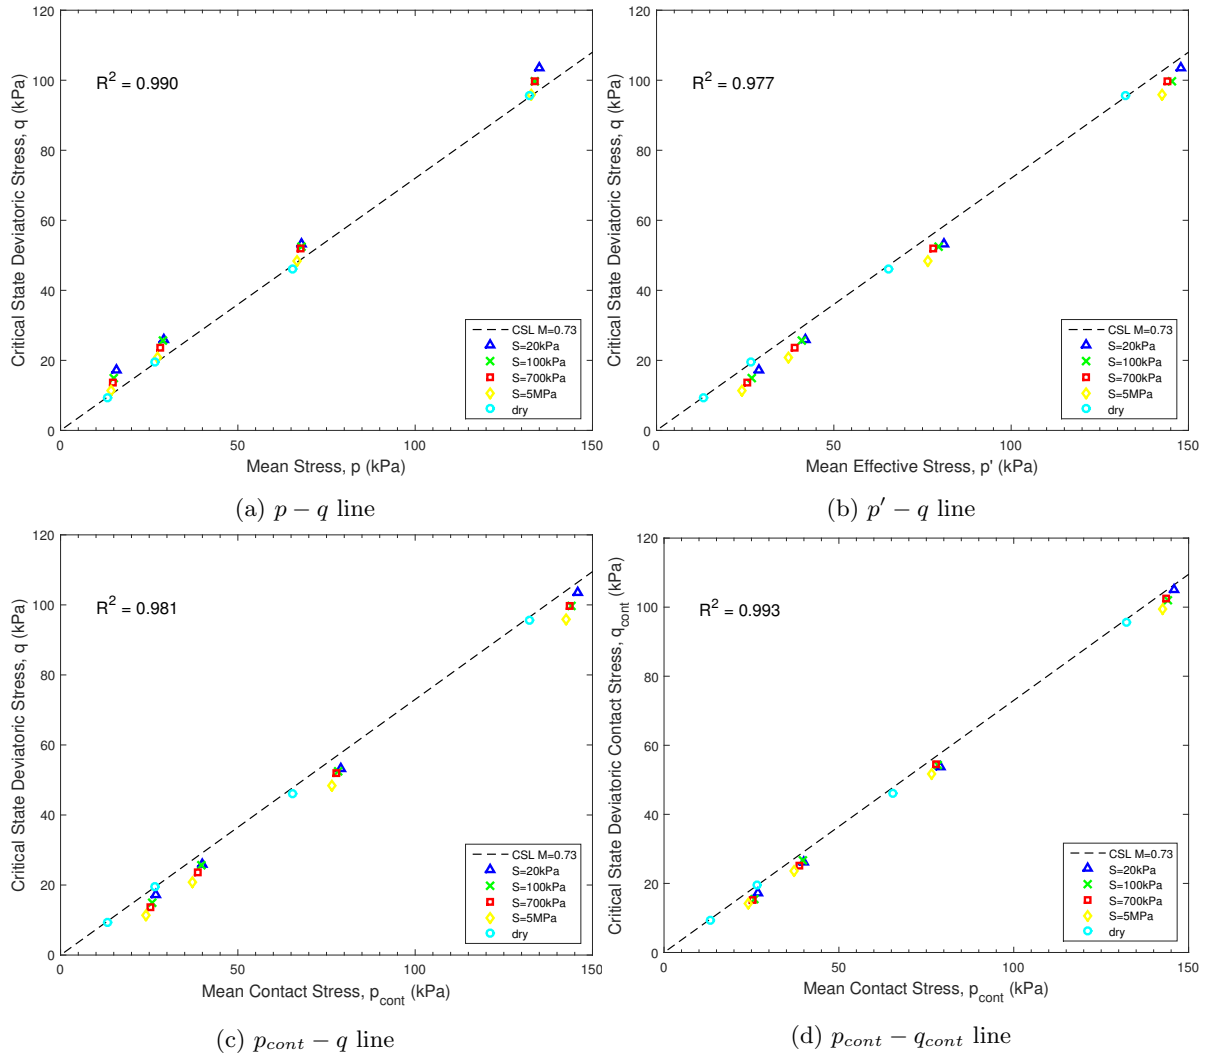 120
100
80
60
40
20
0
Critical State Deviatoric Stress, q (kPa)
R² = 0.990
CSL M=0.73
S=20kPa
S=100kPa
S=700kPa
S=5MPa
dry
0 50 100 150
Mean Stress, p (kPa)
(a) p − q line
120
100
80
60
40
20
0
Critical State Deviatoric Stress, q (kPa)
R² = 0.977
CSL M=0.73
S=20kPa
S=100kPa
S=700kPa
S=5MPa
dry
0 50 100 150
Mean Effective Stress, p' (kPa)
(b) p′ − q line
120
100
80
60
40
20
0
Critical State Deviatoric Stress, q (kPa)
R² = 0.981
CSL M=0.73
S=20kPa
S=100kPa
S=700kPa
S=5MPa
dry
0 50 100 150
Mean Contact Stress, p_cont (kPa)
(c) p_cont − q line
120
100
80
60
40
20
0
Critical State Deviatoric Contact Stress, q_cont (kPa)
R² = 0.993
CSL M=0.73
S=20kPa
S=100kPa
S=700kPa
S=5MPa
dry
0 50 100 150
Mean Contact Stress, p_cont (kPa)
(d) p_cont − q_cont line